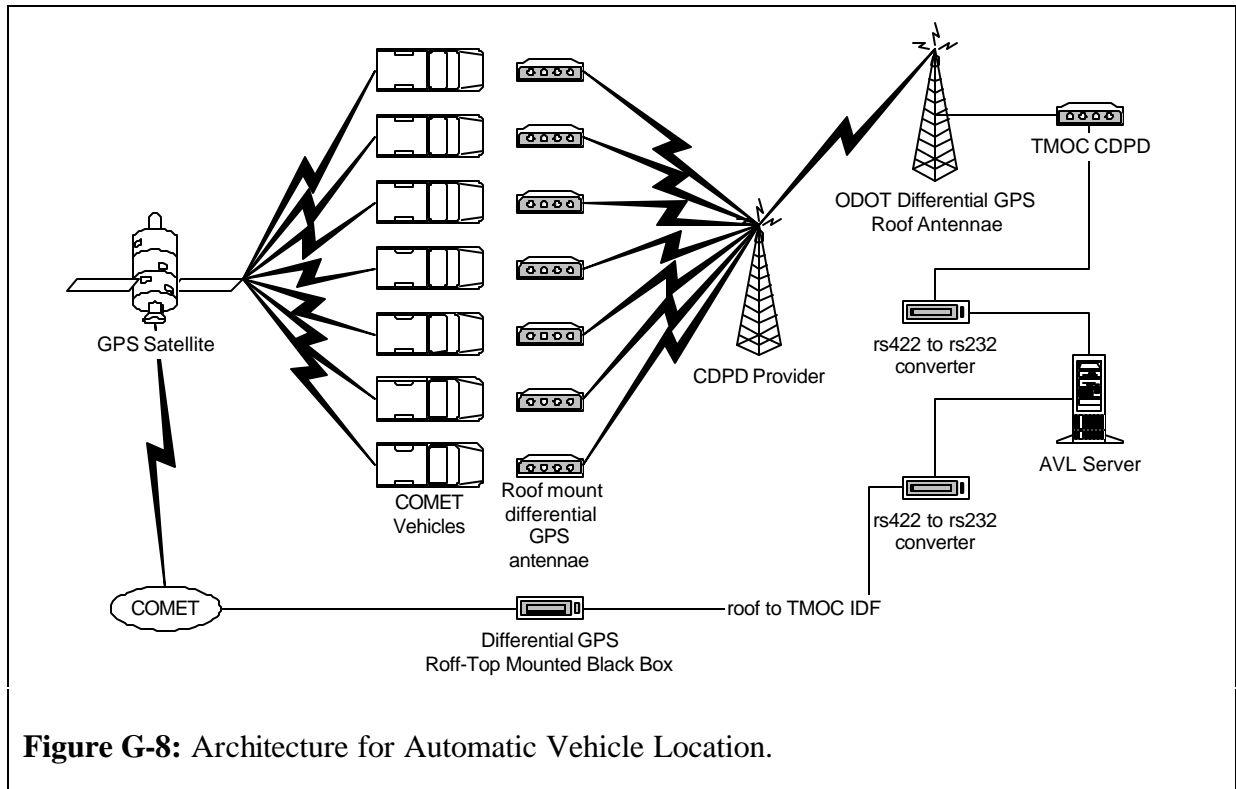 ODOT Differential GPS
Roof Antennae
TMOC CDPD
GPS Satellite
CDPD Provider
rs422 to rs232
converter
AVL Server
COMET
Vehicles
Roof mount
differential
GPS
antennae
rs422 to rs232
converter
COMET
roof to TMOC IDF
Differential GPS
Roff-Top Mounted Black Box
Figure G-8: Architecture for Automatic Vehicle Location.